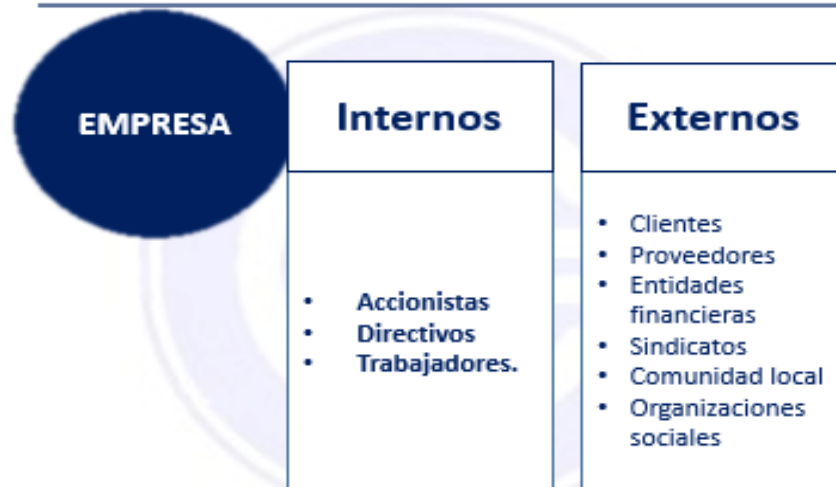 EMPRESA
Internos
• Accionistas
• Directivos
• Trabajadores.
Externos
• Clientes
• Proveedores
• Entidades
financieras
• Sindicatos
• Comunidad local
• Organizaciones
sociales